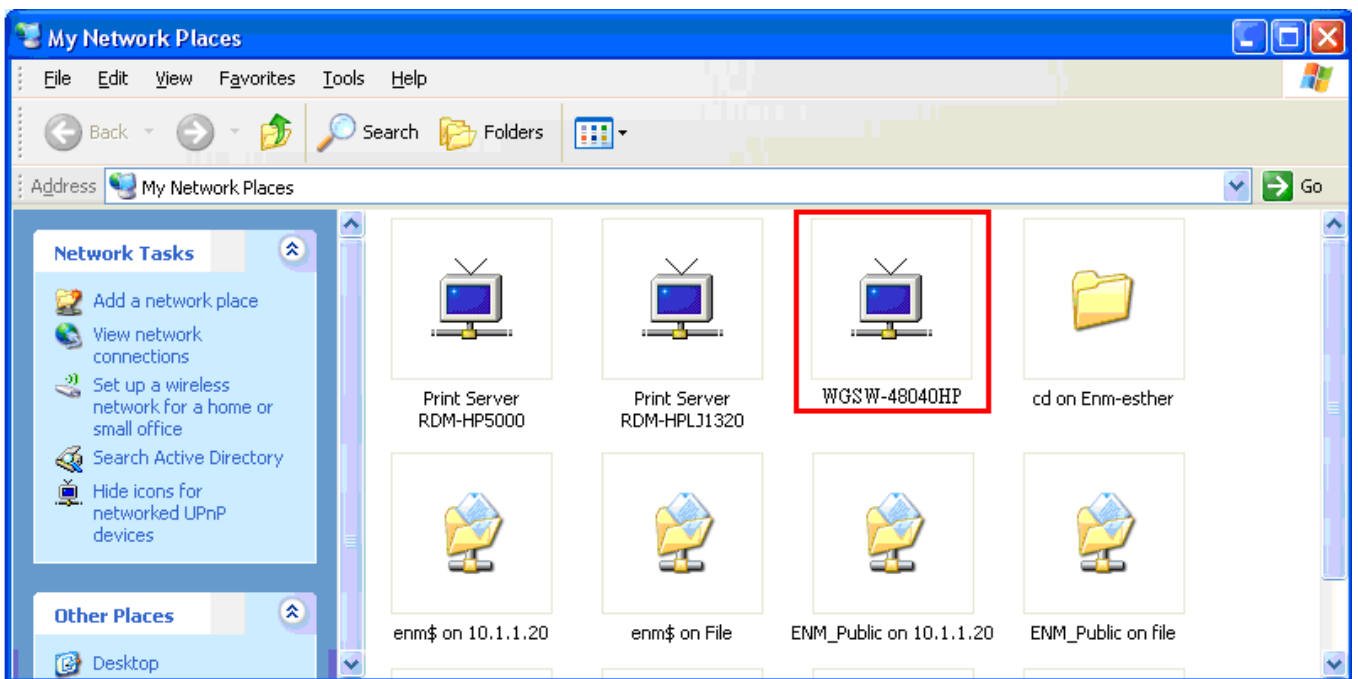 My Network Places
File Edit View Favorites Tools Help
Back Search Folders
Address My Network Places Go
Network Tasks
Add a network place
View network
connections
Set up a wireless
network for a home or
small office
Search Active Directory
Hide icons for
networked UPnP
devices
Other Places
Desktop
Print Server
RDM-HP5000
Print Server
RDM-HPLJ1320
WGSW-48040HP
cd on Enm-esther
enm$ on 10.1.1.20
enm$ on File
ENM_Public on 10.1.1.20
ENM_Public on file